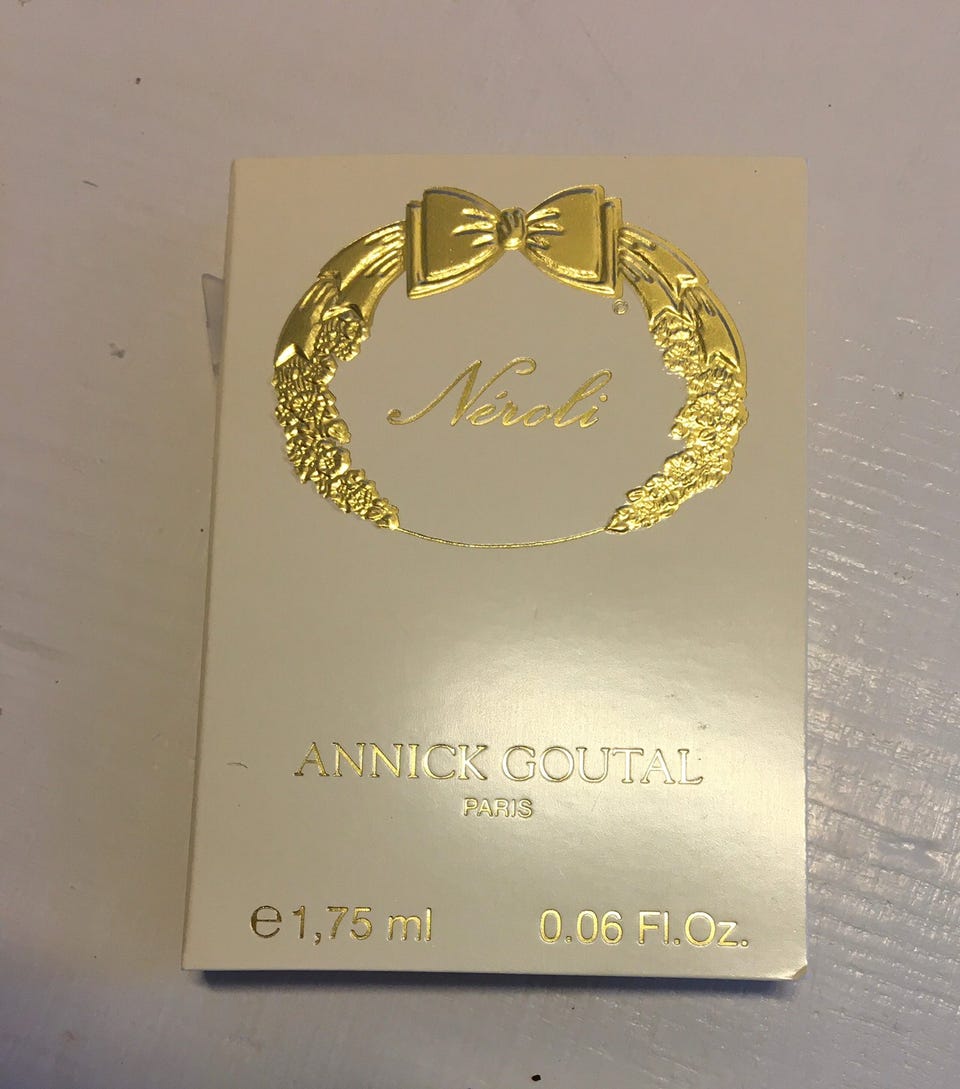 ®
Néroli
ANNICK GOUTAL
PARIS
℮ 1,75 ml 0.06 Fl.Oz.